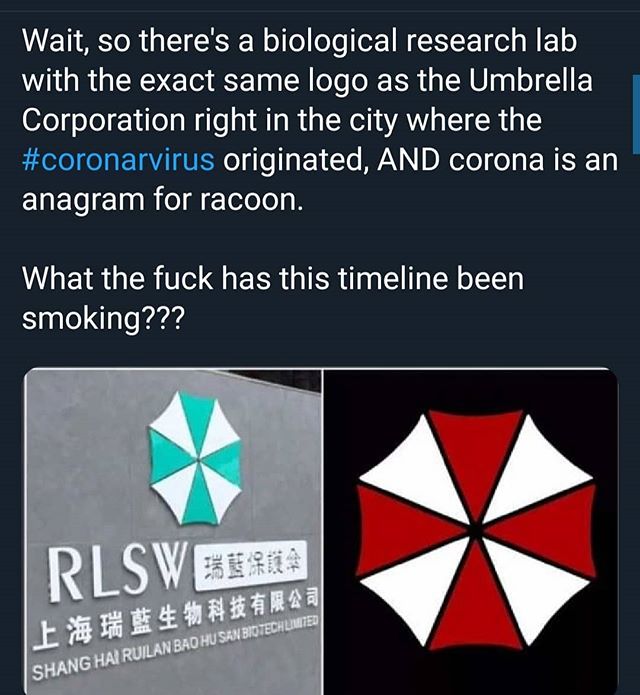 Wait, so there's a biological research lab
with the exact same logo as the Umbrella
Corporation right in the city where the
#coronarvirus originated, AND corona is an
anagram for racoon.
What the fuck has this timeline been
smoking???
RLSW 瑞藍保護傘
上海瑞藍生物科技有限公司
SHANG HAI RUILAN BAO HU SAN BIOTECH LIMITED